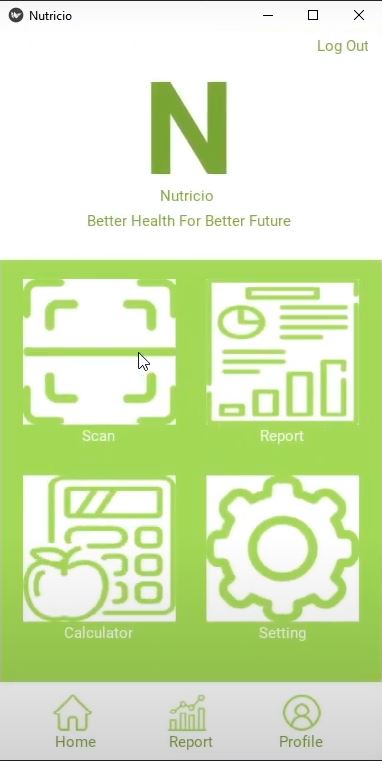 Nutricio
Log Out
N
Nutricio
Better Health For Better Future
Scan
Report
Calculator
Setting
Home
Report
Profile